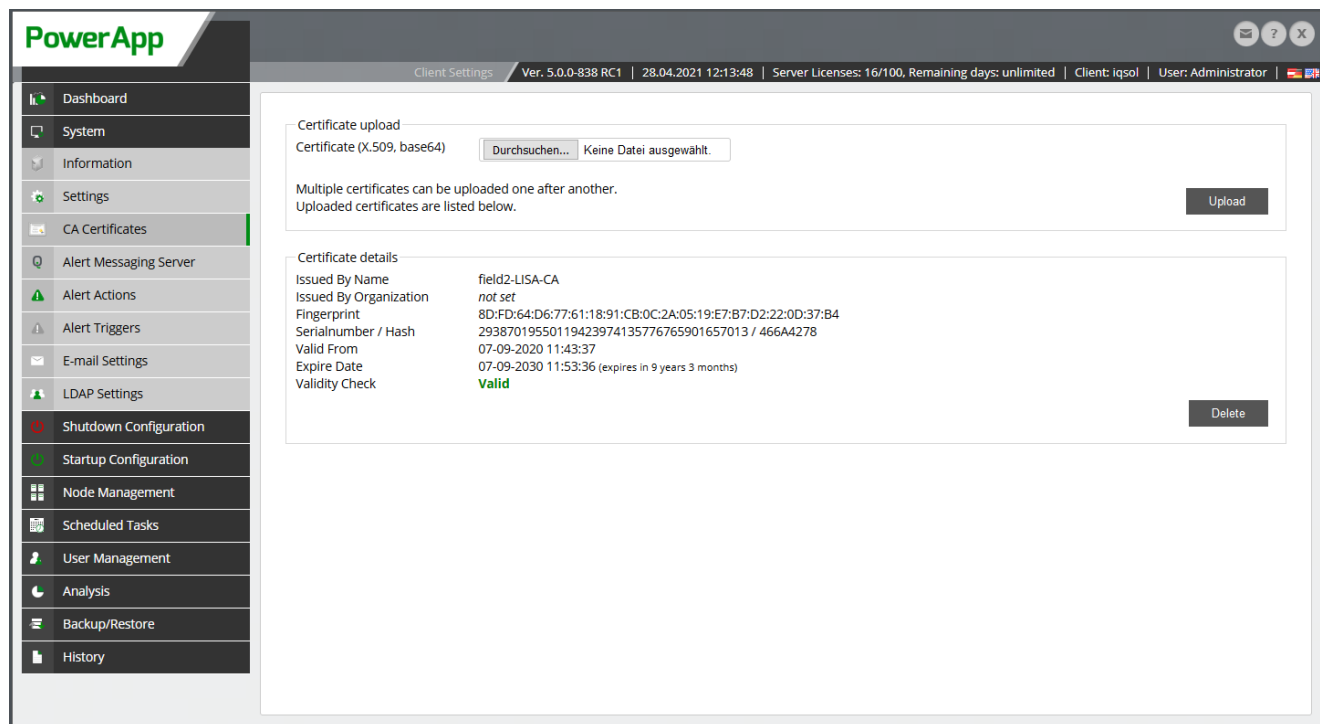 PowerApp
? X
Client Settings Ver. 5.0.0-838 RC1 | 28.04.2021 12:13:48 | Server Licenses: 16/100, Remaining days: unlimited | Client: iqsol | User: Administrator |
Dashboard
System
Information
Settings
CA Certificates
Alert Messaging Server
Alert Actions
Alert Triggers
E-mail Settings
LDAP Settings
Shutdown Configuration
Startup Configuration
Node Management
Scheduled Tasks
User Management
Analysis
Backup/Restore
History
Certificate upload
Certificate (X.509, base64) Durchsuchen... Keine Datei ausgewählt.
Multiple certificates can be uploaded one after another.
Uploaded certificates are listed below.
Upload
Certificate details
Issued By Name field2-LISA-CA
Issued By Organization not set
Fingerprint 8D:FD:64:D6:77:61:18:91:CB:0C:2A:05:19:E7:B7:D2:22:0D:37:B4
Serialnumber / Hash 29387019550119423974135776765901657013 / 466A4278
Valid From 07-09-2020 11:43:37
Expire Date 07-09-2030 11:53:36 (expires in 9 years 3 months)
Validity Check Valid
Delete